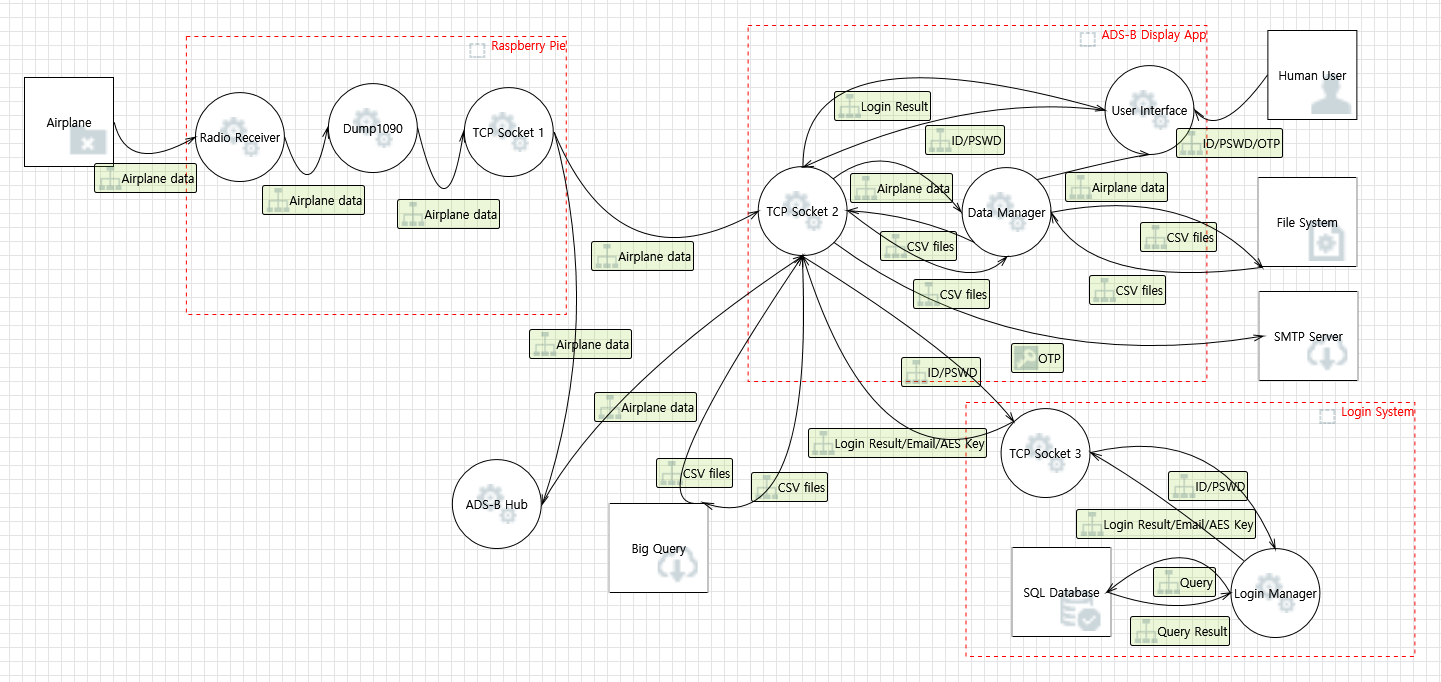 Raspberry Pie
ADS-B Display App
Airplane
Radio Receiver
Dump1090
TCP Socket 1
User Interface
Human User
Login Result
ID/PSWD
ID/PSWD/OTP
Airplane data
Airplane data
Airplane data
Airplane data
Airplane data
TCP Socket 2
Data Manager
File System
CSV files
CSV files
Airplane data
CSV files
CSV files
SMTP Server
Airplane data
OTP
ID/PSWD
Airplane data
Login System
Login Result/Email/AES Key
TCP Socket 3
CSV files
CSV files
ID/PSWD
ADS-B Hub
Login Result/Email/AES Key
Big Query
Query
SQL Database
Login Manager
Query Result